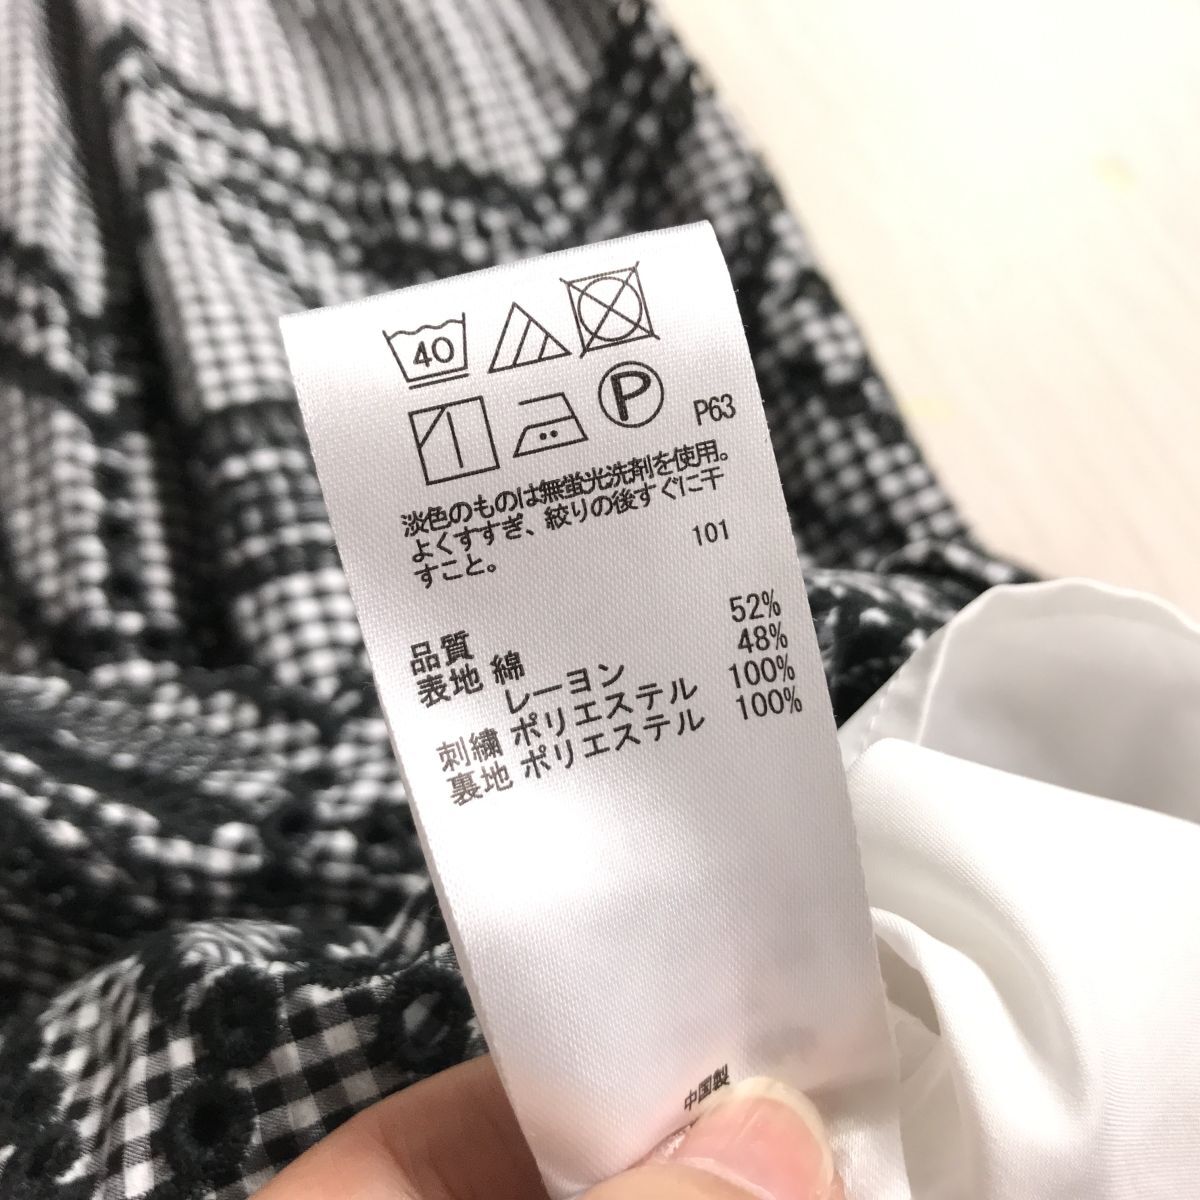 40
P P63
淡色のものは無蛍光洗剤を使用。
よくすすぎ、絞りの後すぐに干
すこと。 101
品質
表地 綿 52%
レーヨン 48%
刺繍 ポリエステル 100%
裏地 ポリエステル 100%
中国製